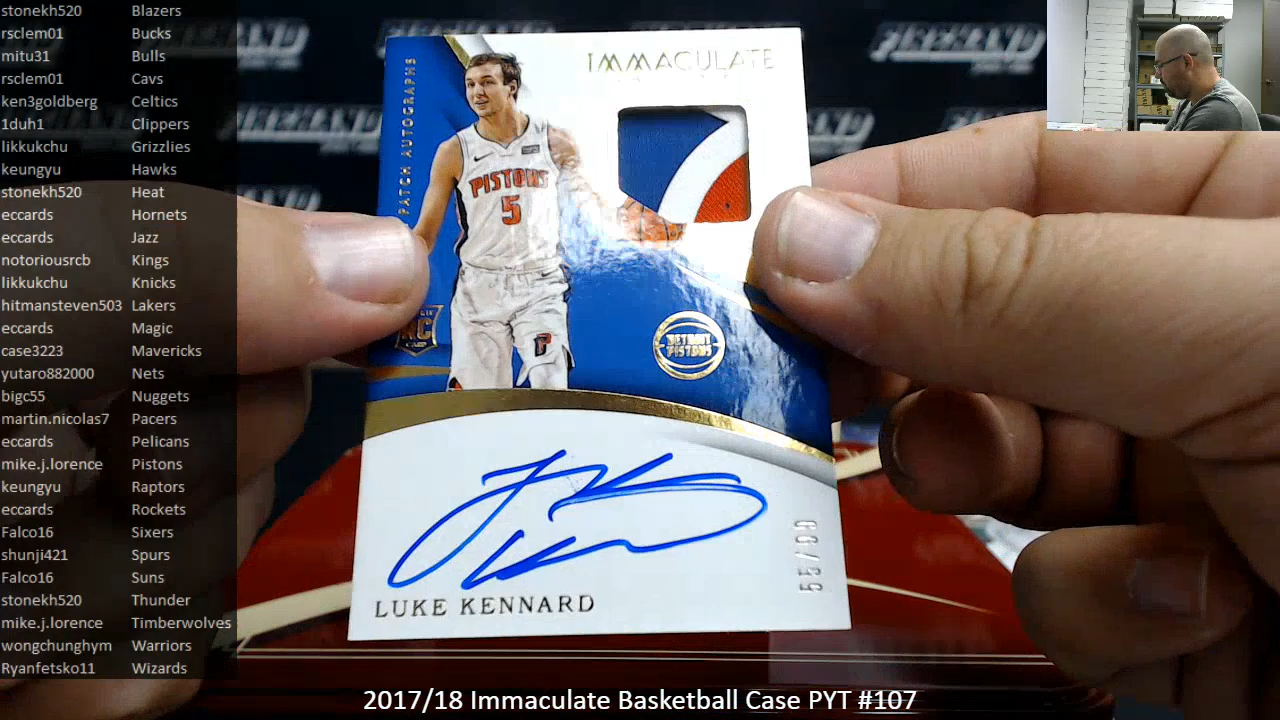 stonekh520 Blazers
rsclem01 Bucks
mitu31 Bulls
rsclem01 Cavs
ken3goldberg Celtics
1duh1 Clippers
likkukchu Grizzlies
keungyu Hawks
stonekh520 Heat
eccards Hornets
eccards Jazz
notoriousrcb Kings
likkukchu Knicks
hitmansteven503 Lakers
eccards Magic
case3223 Mavericks
yutaro882000 Nets
bigc55 Nuggets
martin.nicolas7 Pacers
eccards Pelicans
mike.j.lorence Pistons
keungyu Raptors
eccards Rockets
Falco16 Sixers
shunji421 Spurs
Falco16 Suns
stonekh520 Thunder
mike.j.lorence Timberwolves
wongchunghym Warriors
Ryanfetsko11 Wizards
IMMACULATE
PATCH AUTOGRAPHS
PISTONS
5
RC
DETROIT
PISTONS
55/99
LUKE KENNARD
2017/18 Immaculate Basketball Case PYT #107